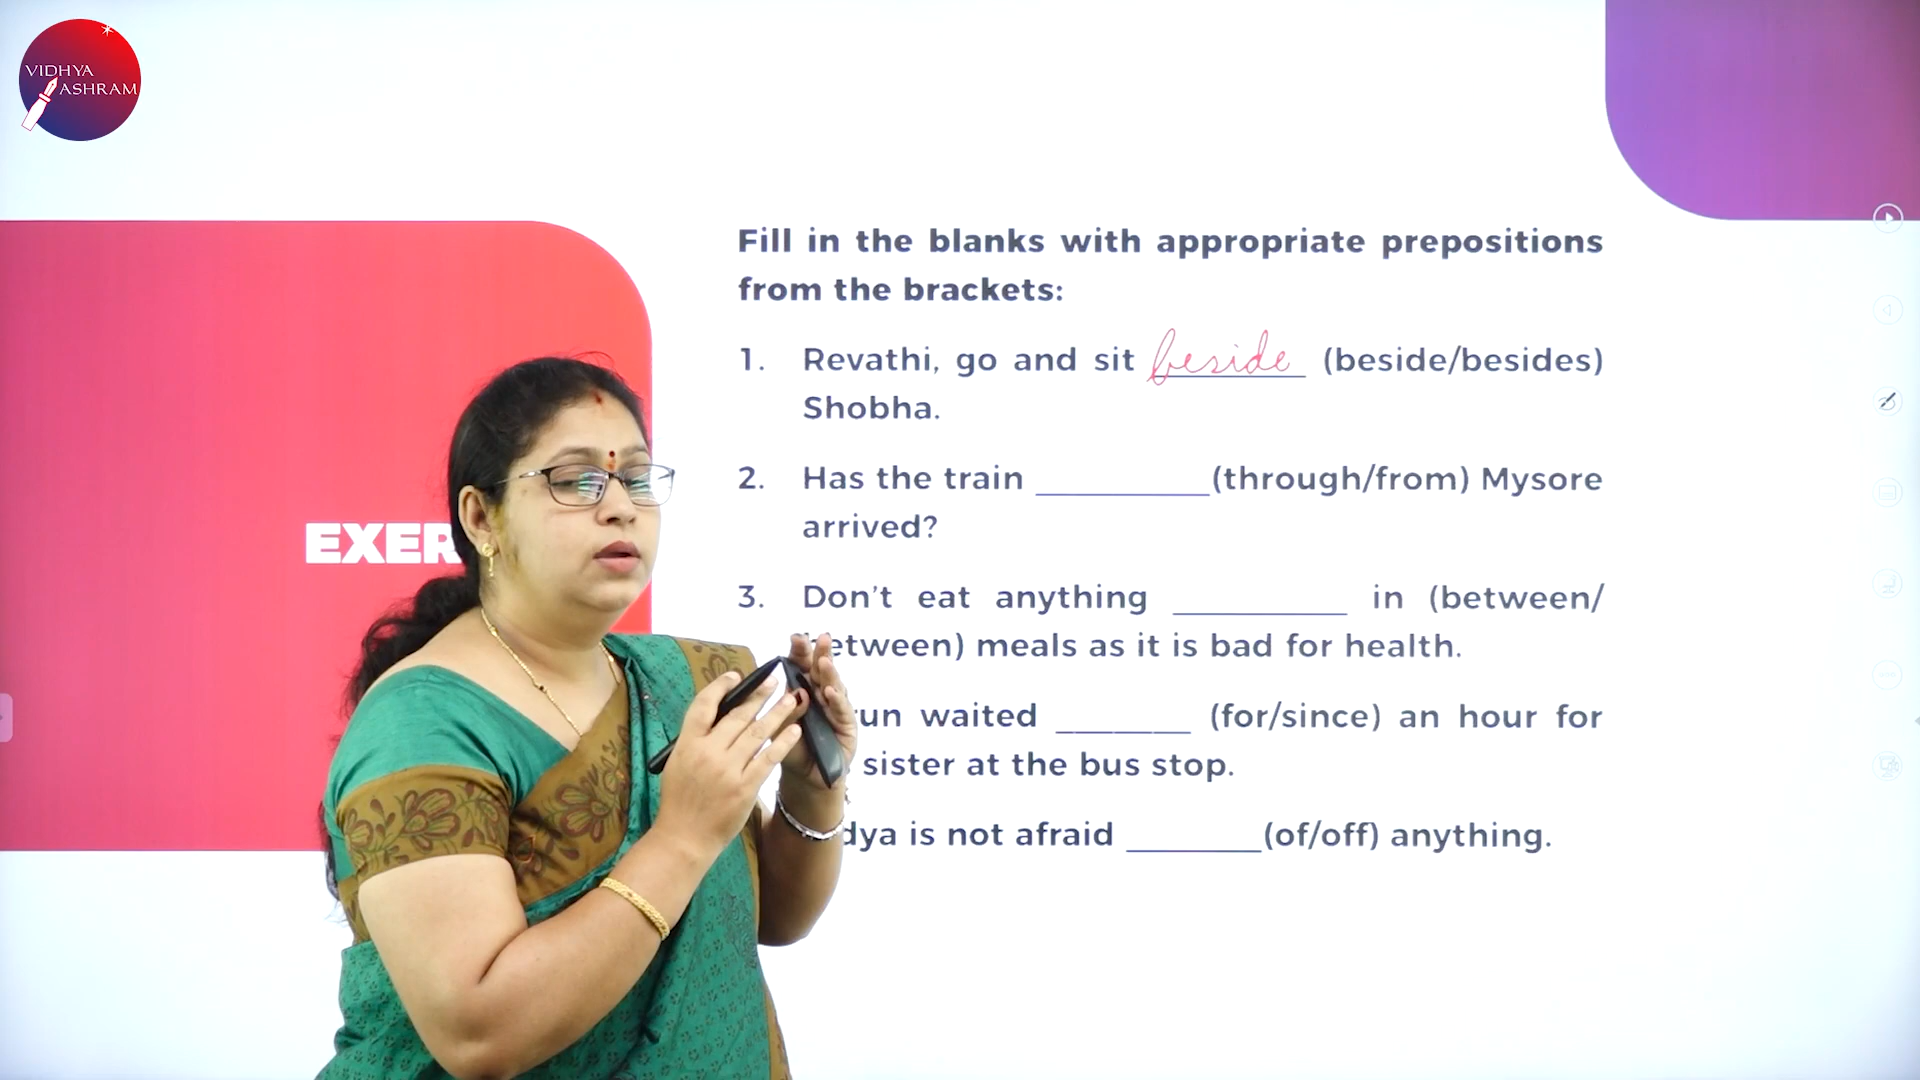 VIDHYA
ASHRAM
EXER
Fill in the blanks with appropriate prepositions
from the brackets:
1. Revathi, go and sit beside (beside/besides)
Shobha.
2. Has the train __________(through/from) Mysore
arrived?
3. Don't eat anything __________ in (between/
etween) meals as it is bad for health.
un waited ________ (for/since) an hour for
sister at the bus stop.
dya is not afraid ________(of/off) anything.